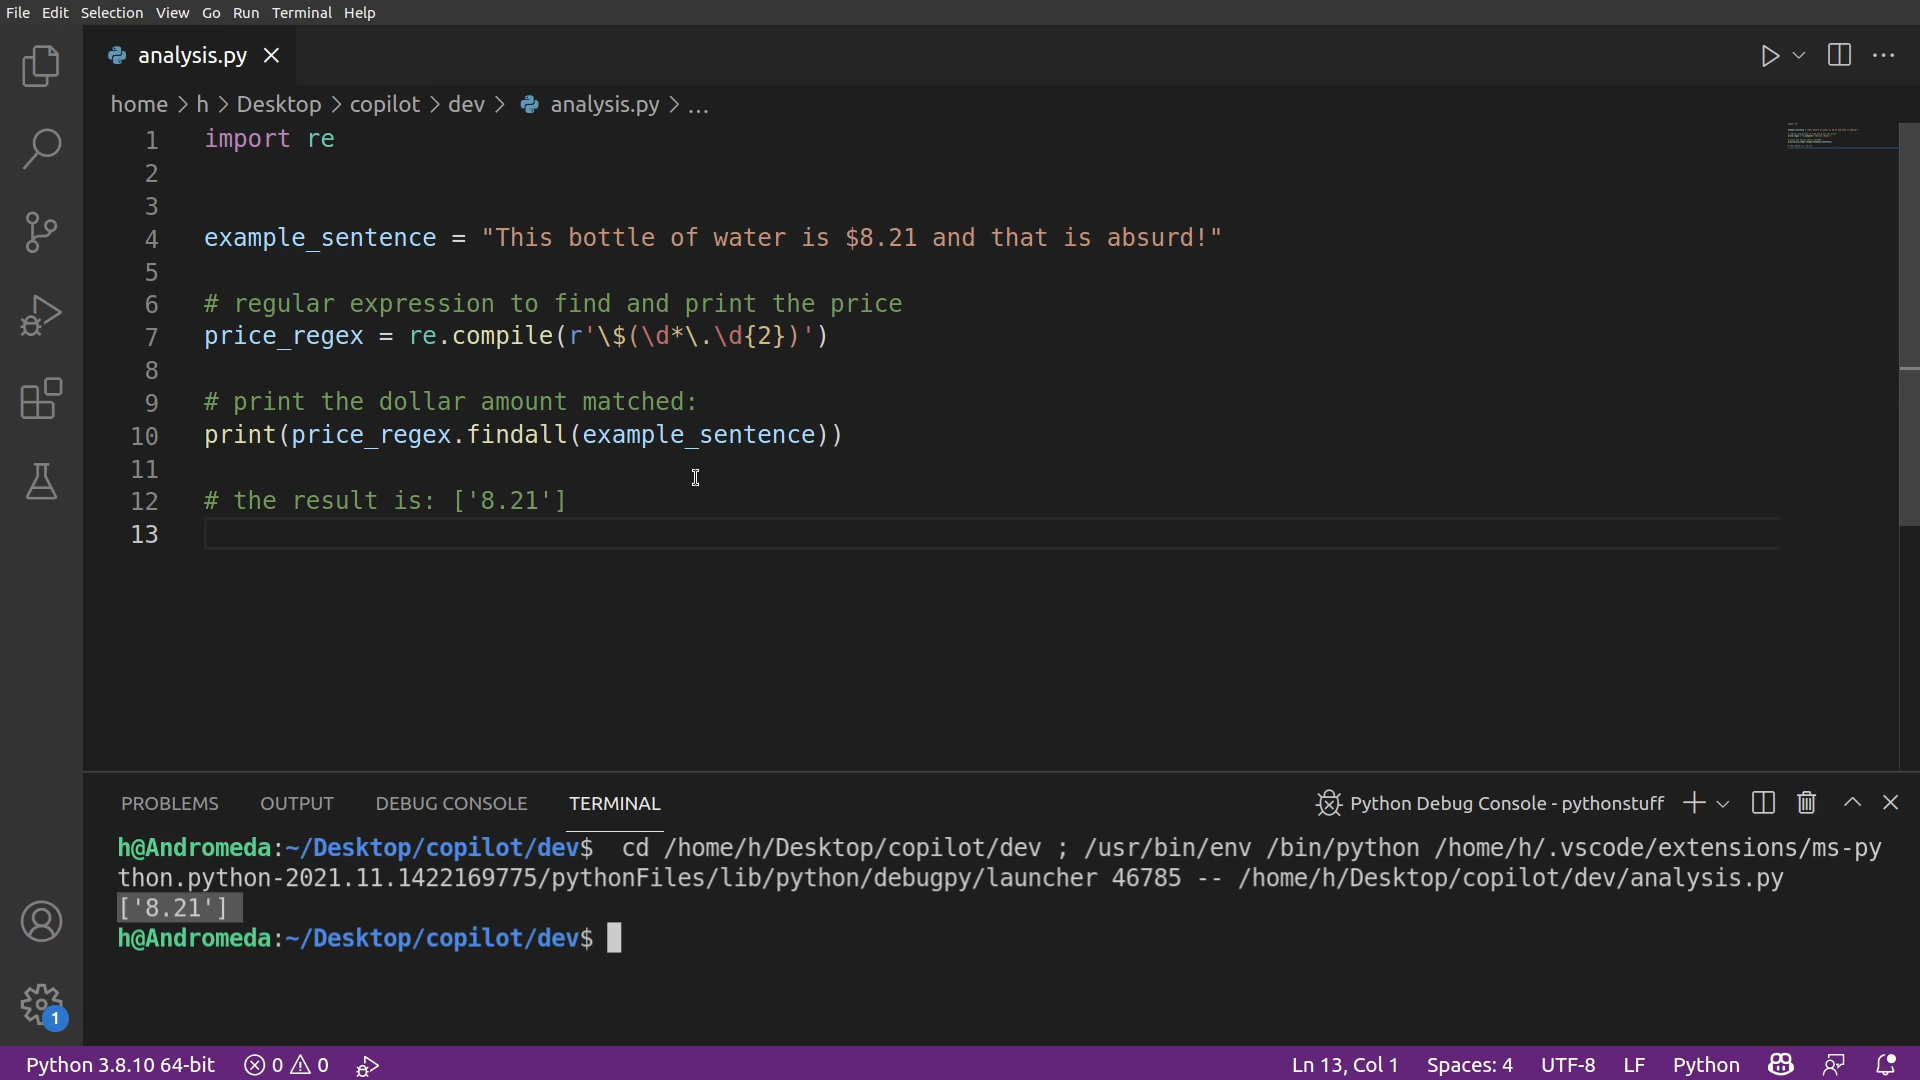 File Edit Selection View Go Run Terminal Help
analysis.py
home > h > Desktop > copilot > dev > analysis.py > ...
1 import re
2
3
4 example_sentence = "This bottle of water is $8.21 and that is absurd!"
5
6 # regular expression to find and print the price
7 price_regex = re.compile(r'\$(\d*\.\d{2})')
8
9 # print the dollar amount matched:
10 print(price_regex.findall(example_sentence))
11
12 # the result is: ['8.21']
13
PROBLEMS OUTPUT DEBUG CONSOLE TERMINAL Python Debug Console - pythonstuff
h@Andromeda:~/Desktop/copilot/dev$  cd /home/h/Desktop/copilot/dev ; /usr/bin/env /bin/python /home/h/.vscode/extensions/ms-py
thon.python-2021.11.1422169775/pythonFiles/lib/python/debugpy/launcher 46785 -- /home/h/Desktop/copilot/dev/analysis.py
['8.21']
h@Andromeda:~/Desktop/copilot/dev$
1
Python 3.8.10 64-bit 0 0 Ln 13, Col 1 Spaces: 4 UTF-8 LF Python